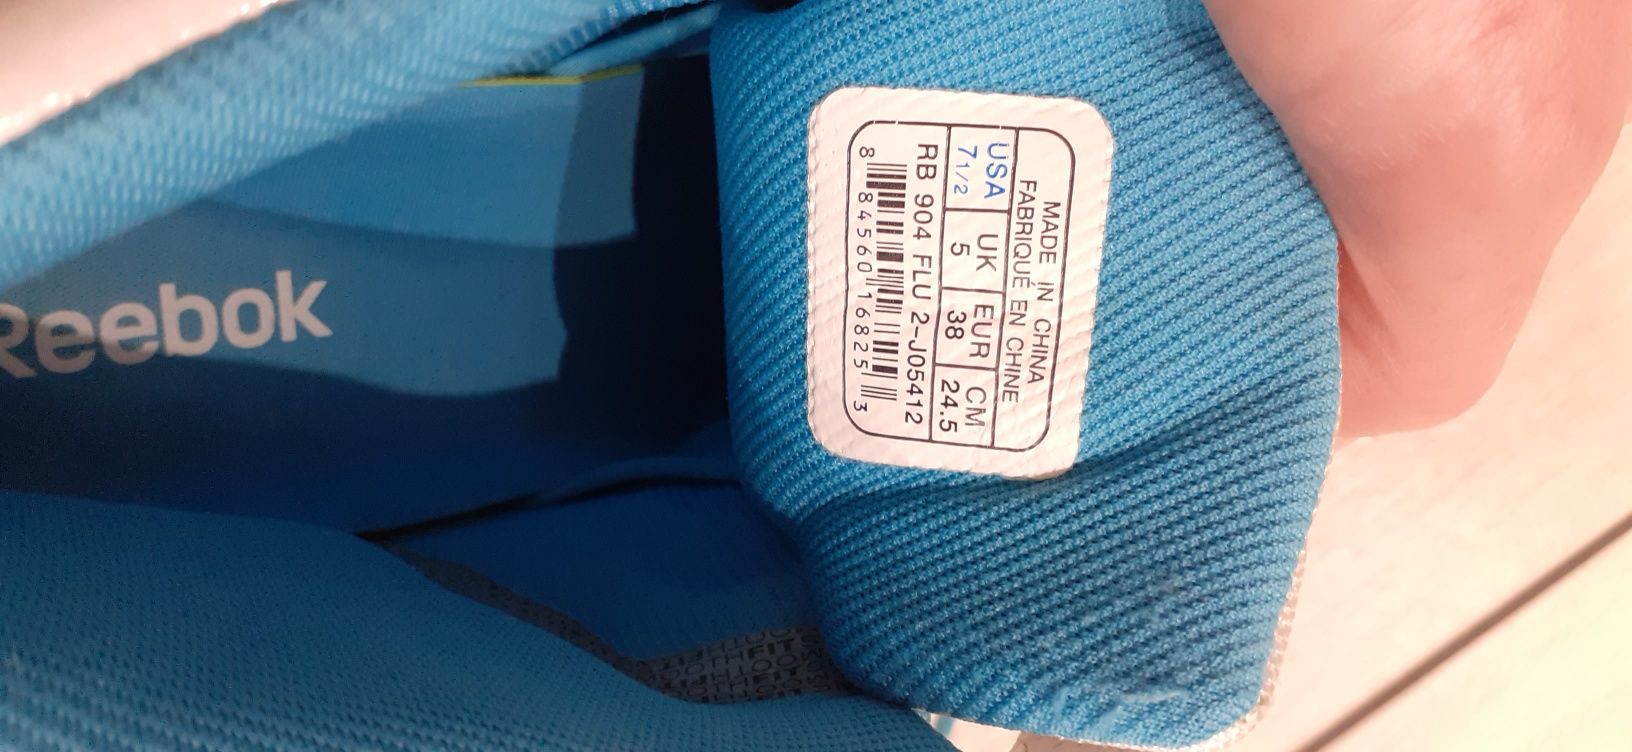 MADE IN CHINA
FABRIQUÉ EN CHINE
USA UK EUR CM
7 1/2 5 38 24.5
RB 904 FLU 2-J05412
8 84560 16825 3
Reebok